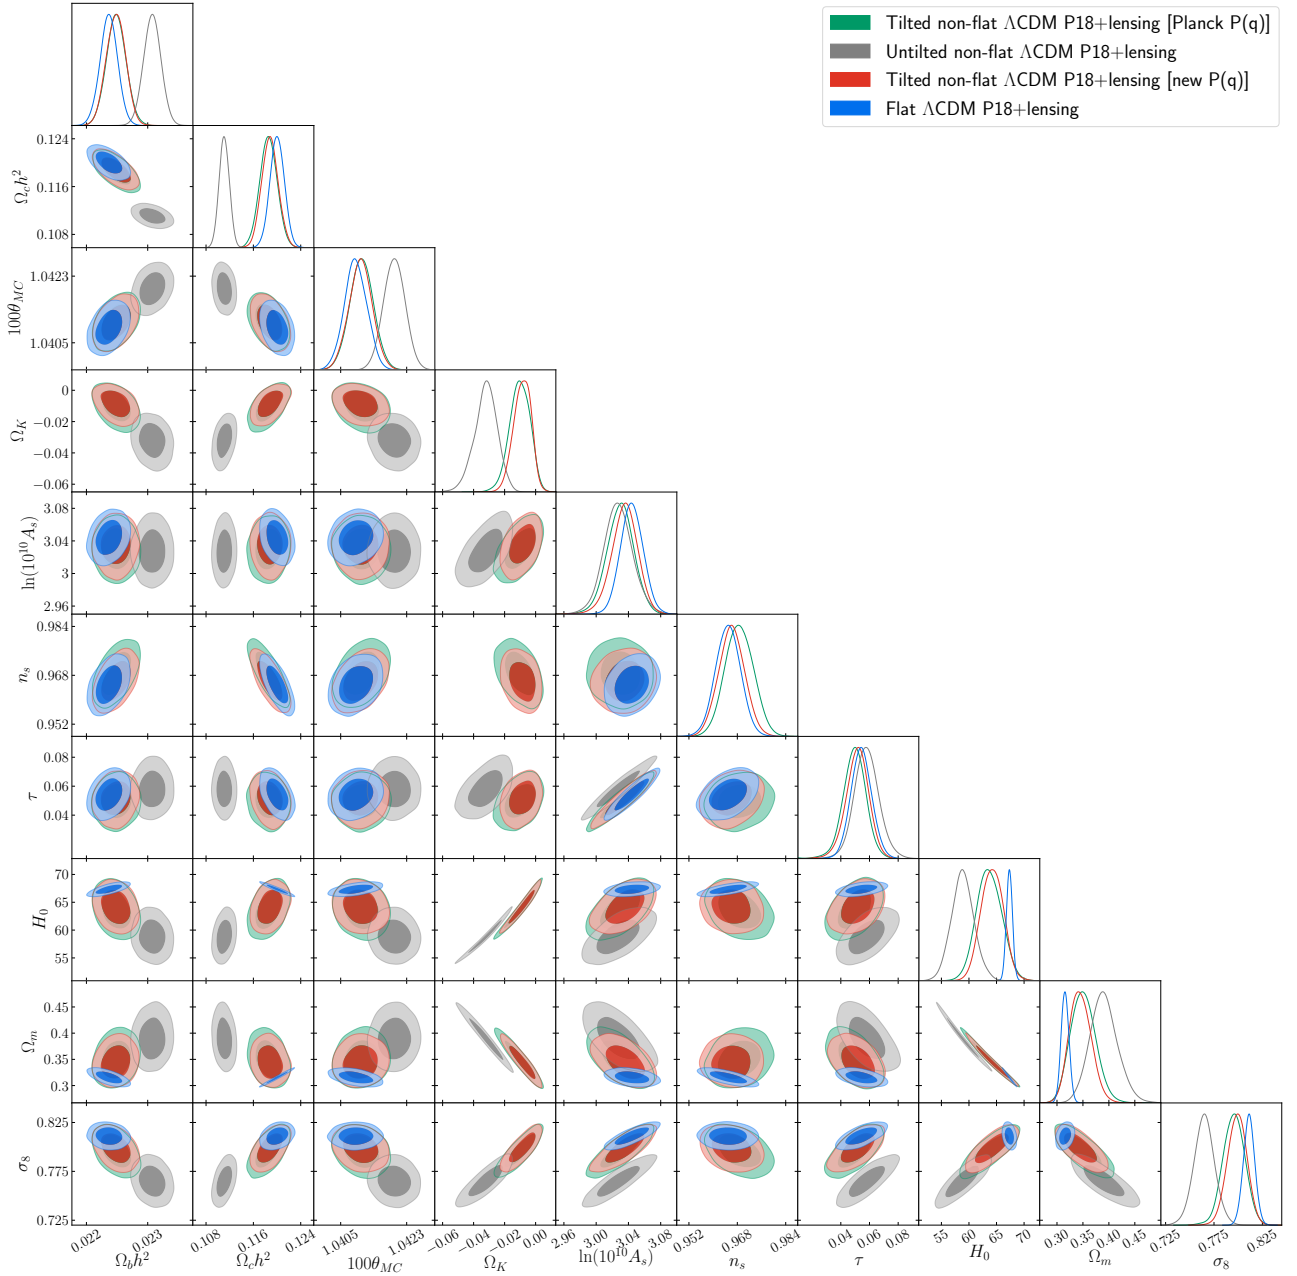 Tilted non-flat ΛCDM P18+lensing [Planck P(q)]
Untilted non-flat ΛCDM P18+lensing
Tilted non-flat ΛCDM P18+lensing [new P(q)]
Flat ΛCDM P18+lensing
0.124
0.116
0.108
Ω_c h²
1.0423
1.0405
100θ_MC
0
−0.02
−0.04
−0.06
Ω_K
3.08
3.04
3
2.96
ln(10¹⁰ A_s)
0.984
0.968
0.952
n_s
0.08
0.06
0.04
τ
70
65
60
55
H_0
0.45
0.4
0.35
0.3
Ω_m
0.825
0.775
0.725
σ_8
0.022 0.023
Ω_b h²
0.108 0.116 0.124
Ω_c h²
1.0405 1.0423
100θ_MC
−0.06 −0.04 −0.02 0.00
Ω_K
2.96 3.00 3.04 3.08
ln(10¹⁰ A_s)
0.952 0.968 0.984
n_s
0.04 0.06 0.08
τ
55 60 65 70
H_0
0.30 0.35 0.40 0.45
Ω_m
0.725 0.775 0.825
σ_8